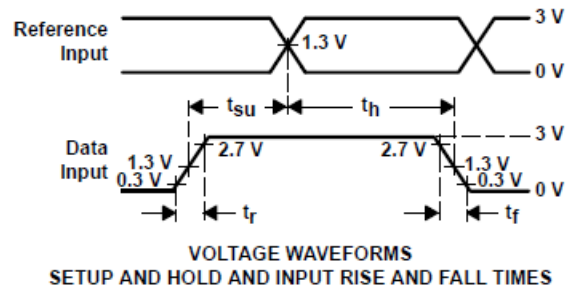 Reference
Input
3 V
1.3 V
0 V
tsu
th
Data
Input
3 V
2.7 V
2.7 V
1.3 V
1.3 V
0.3 V
0.3 V
0 V
tr
tf
VOLTAGE WAVEFORMS
SETUP AND HOLD AND INPUT RISE AND FALL TIMES